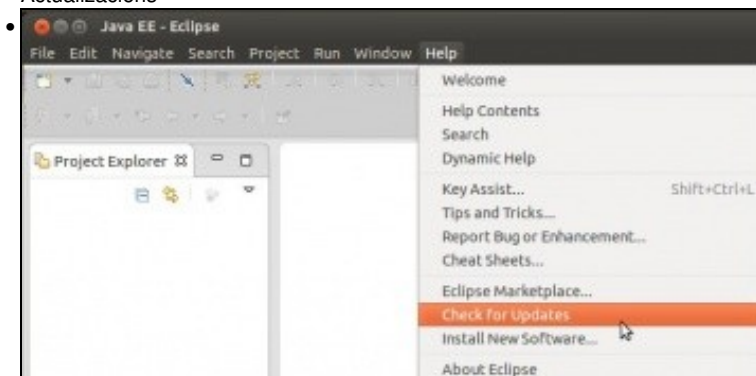 Actualizacións
Java EE - Eclipse
File Edit Navigate Search Project Run Window Help
Welcome
Help Contents
Search
Dynamic Help
Project Explorer
Key Assist... Shift+Ctrl+L
Tips and Tricks...
Report Bug or Enhancement...
Cheat Sheets...
Eclipse Marketplace...
Check for Updates
Install New Software...
About Eclipse